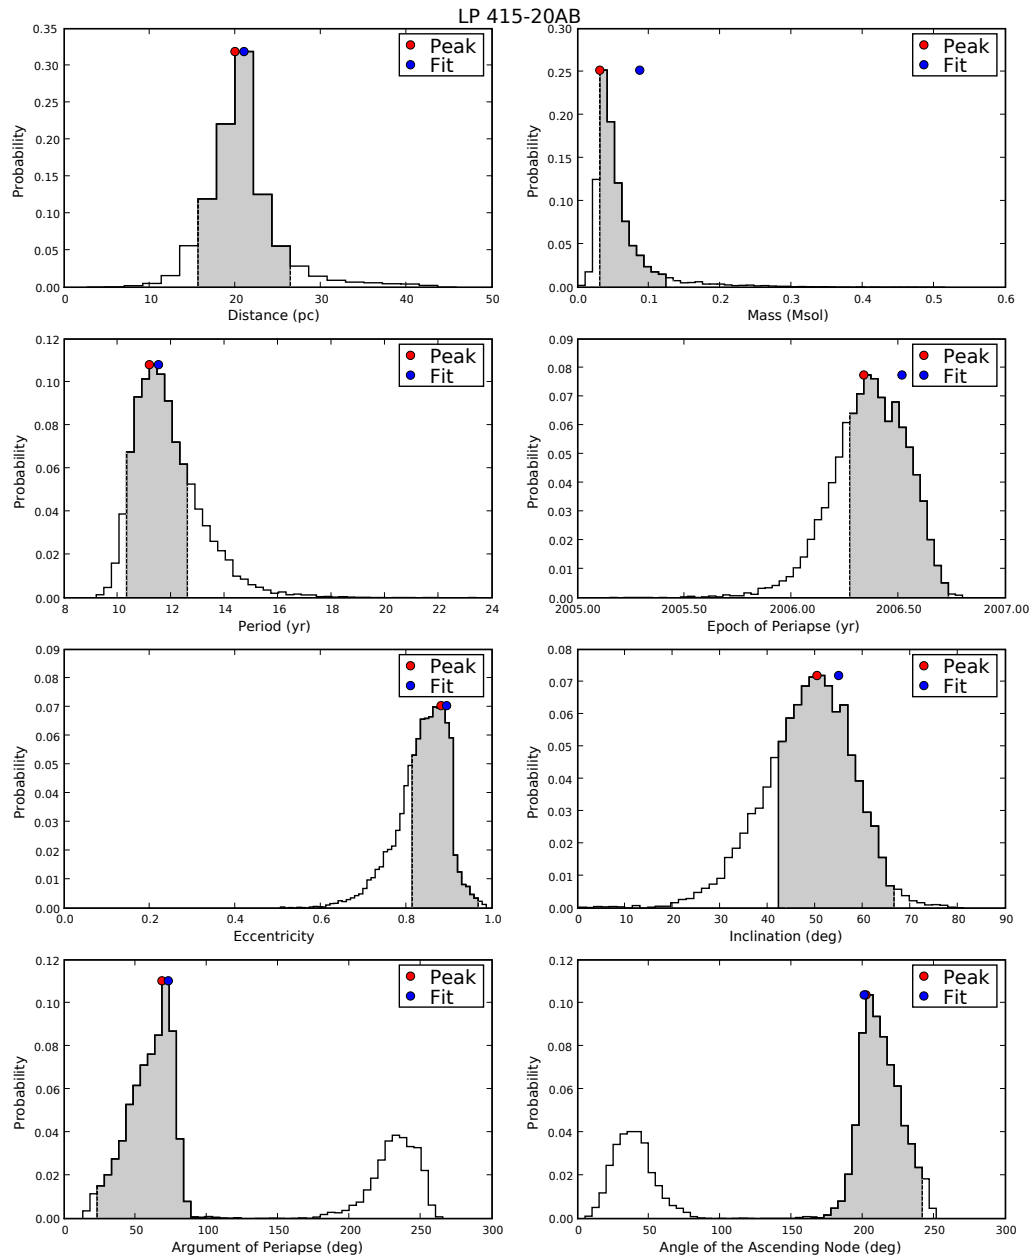 LP 415-20AB
0.35
0.30
0.25
0.20
0.15
0.10
0.05
0.00
Probability
0 10 20 30 40 50
Distance (pc)
Peak
Fit
0.30
0.25
0.20
0.15
0.10
0.05
0.00
Probability
0.0 0.1 0.2 0.3 0.4 0.5 0.6
Mass (Msol)
Peak
Fit
0.12
0.10
0.08
0.06
0.04
0.02
0.00
Probability
8 10 12 14 16 18 20 22 24
Period (yr)
Peak
Fit
0.09
0.08
0.07
0.06
0.05
0.04
0.03
0.02
0.01
0.00
Probability
2005.00 2005.50 2006.00 2006.50 2007.00
Epoch of Periapse (yr)
Peak
Fit
0.09
0.08
0.07
0.06
0.05
0.04
0.03
0.02
0.01
0.00
Probability
0.0 0.2 0.4 0.6 0.8 1.0
Eccentricity
Peak
Fit
0.08
0.07
0.06
0.05
0.04
0.03
0.02
0.01
0.00
Probability
0 10 20 30 40 50 60 70 80 90
Inclination (deg)
Peak
Fit
0.12
0.10
0.08
0.06
0.04
0.02
0.00
Probability
0 50 100 150 200 250 300
Argument of Periapse (deg)
Peak
Fit
0.12
0.10
0.08
0.06
0.04
0.02
0.00
Probability
0 50 100 150 200 250 300
Angle of the Ascending Node (deg)
Peak
Fit